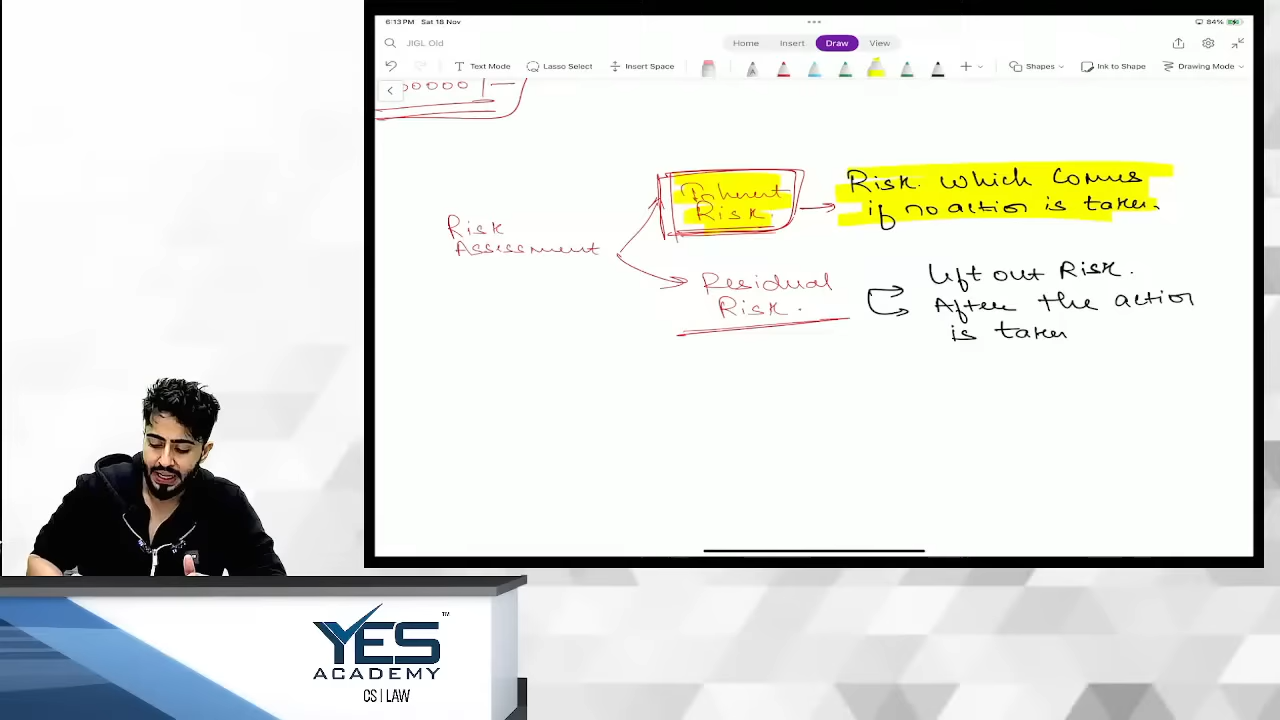 6:13 PM Sat 18 Nov
84%
JIGL Old
Home Insert Draw View
Text Mode Lasso Select Insert Space Shapes Ink to Shape Drawing Mode
00000
Inherent
Risk.
Risk which comes
if no action is taken.
Risk
Assessment
Residual
Risk.
Left out Risk.
After the action
is taken
YES™
ACADEMY
CS | LAW